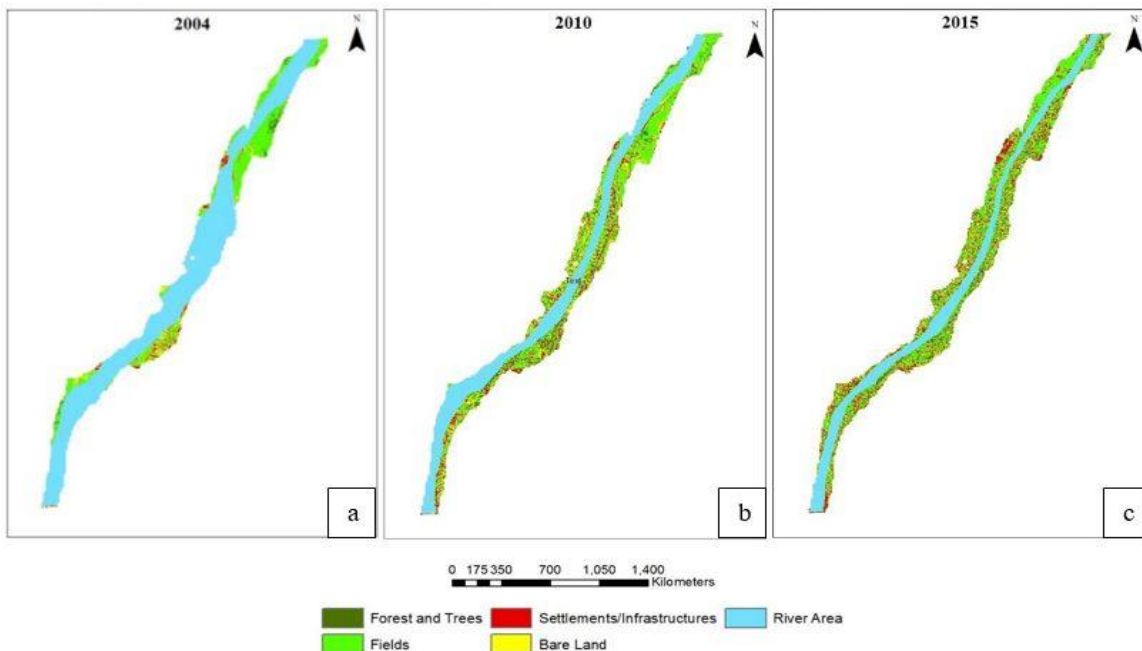 2004
N
a
2010
N
Text
b
2015
N
c
0 175 350 700 1,050 1,400
Kilometers
Forest and Trees Settlements/Infrastructures River Area
Fields Bare Land